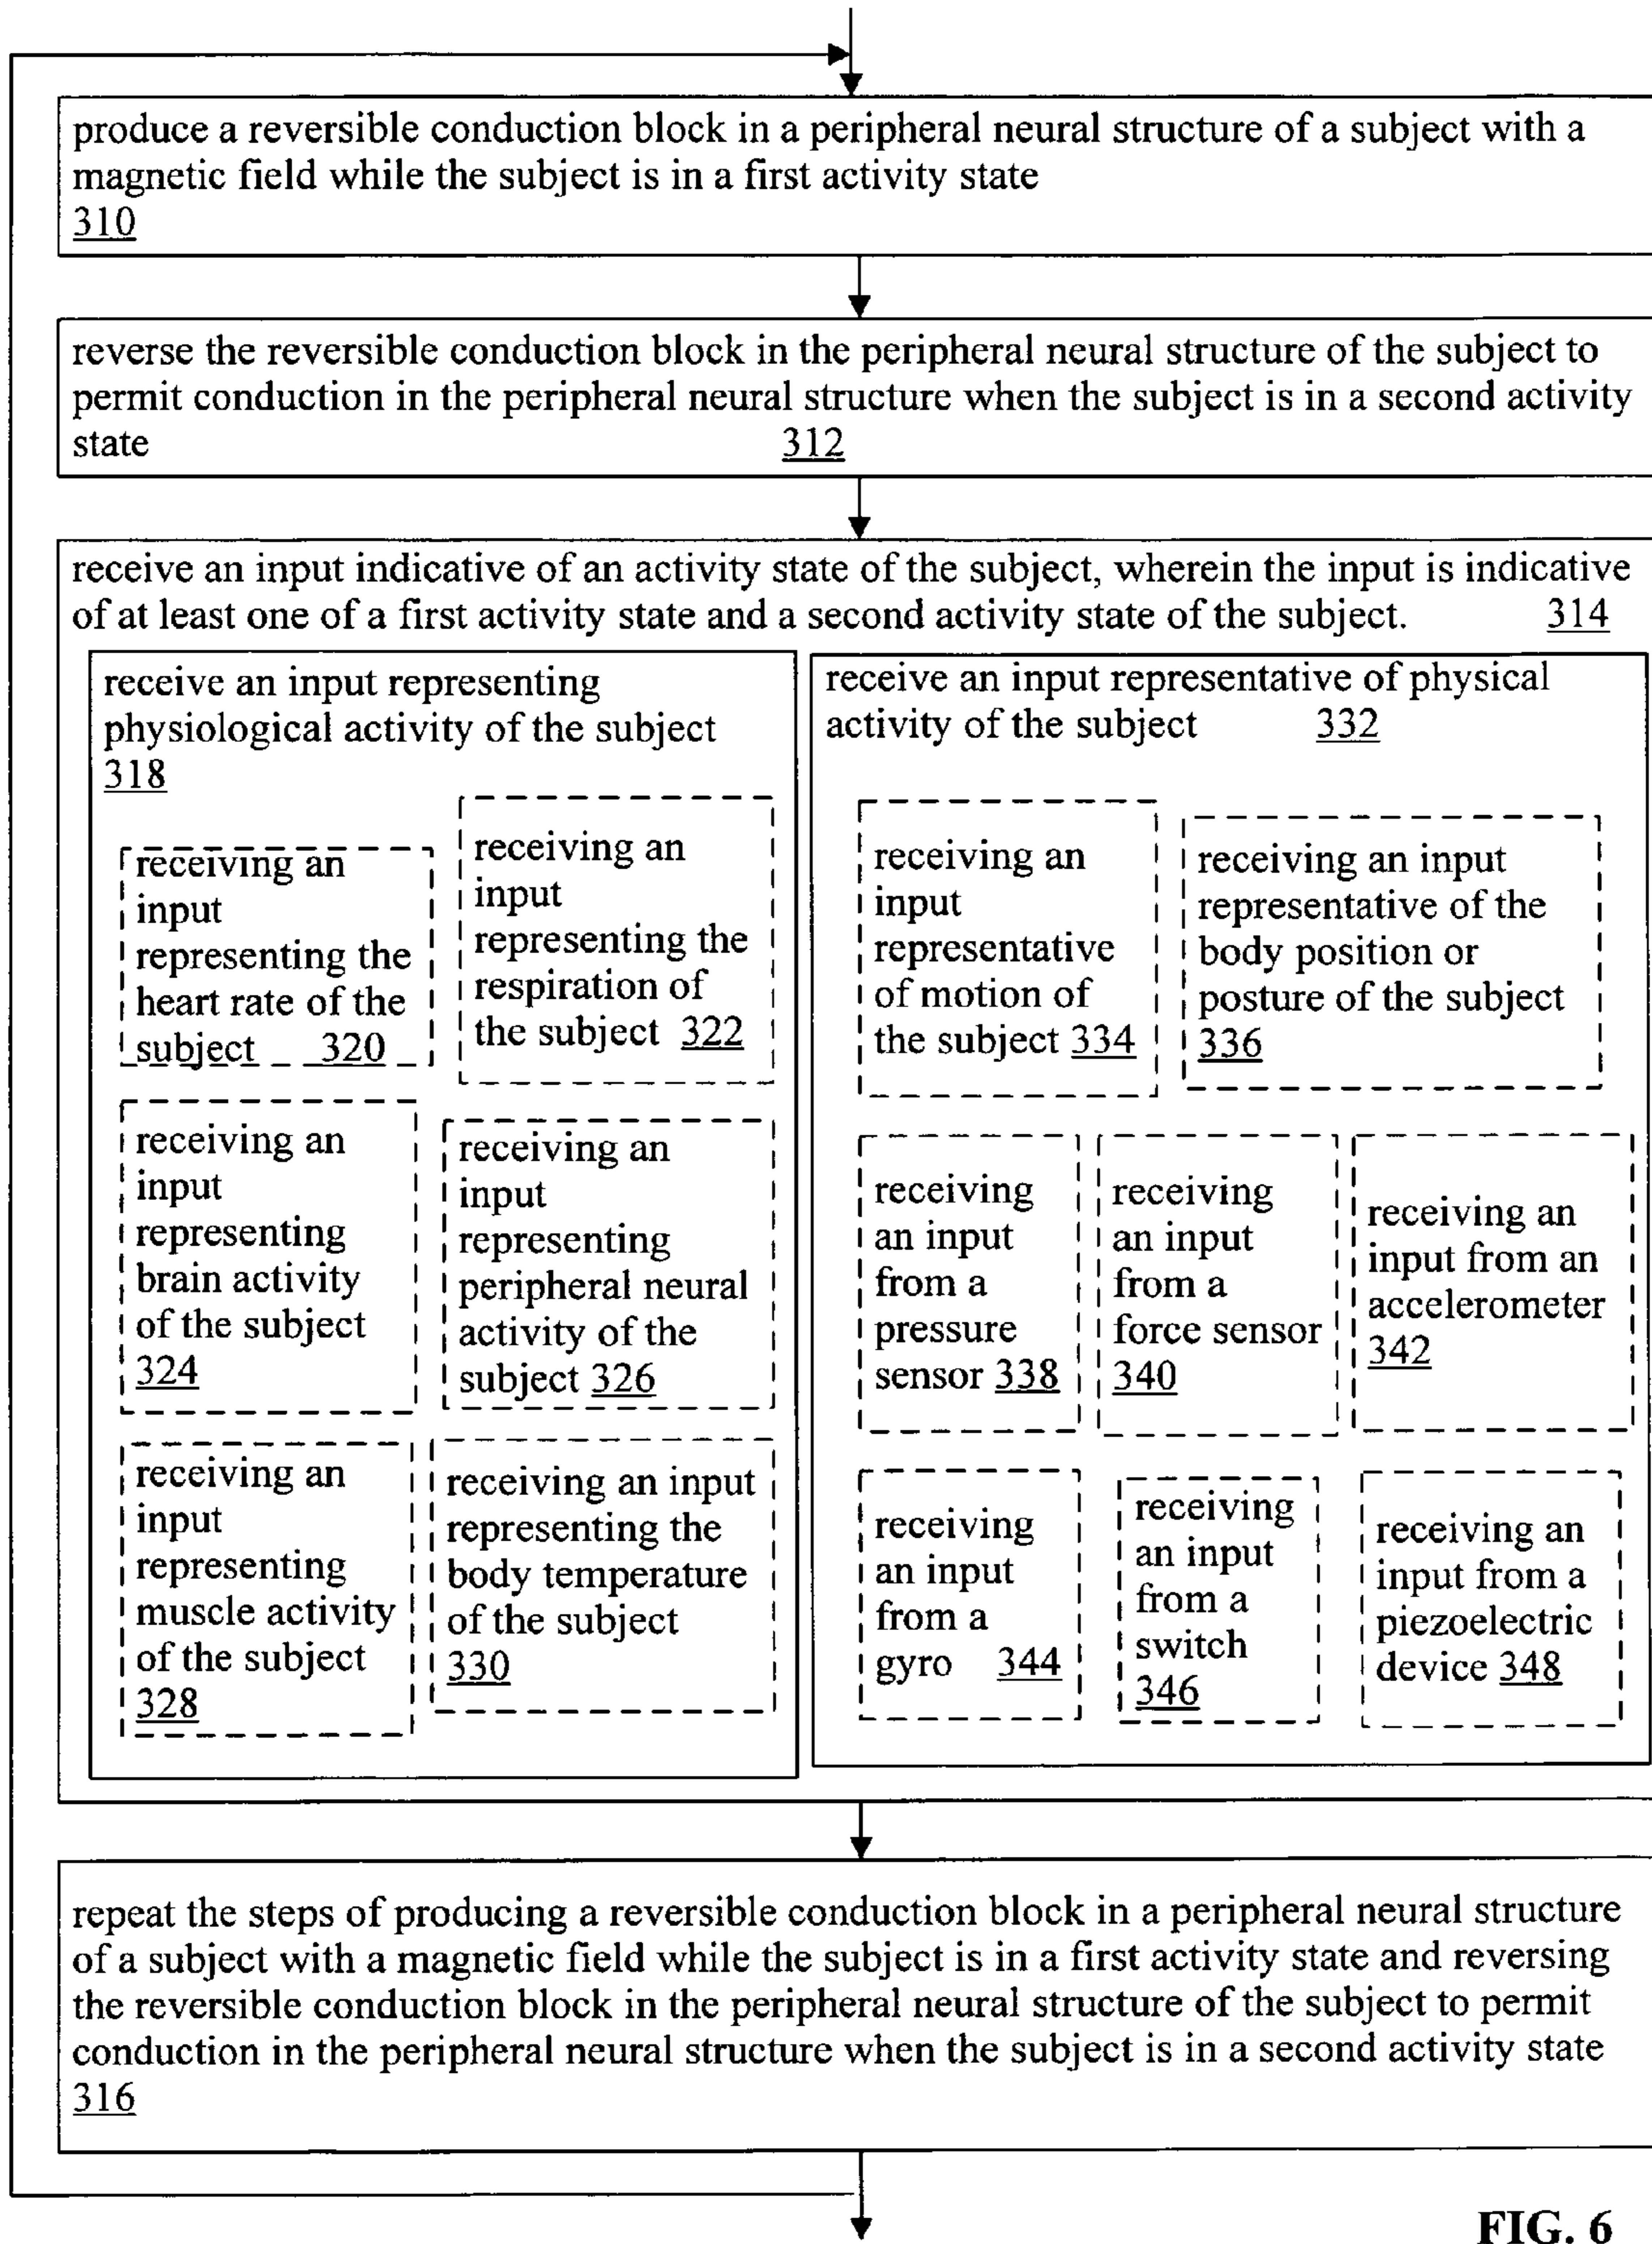 produce a reversible conduction block in a peripheral neural structure of a subject with a
magnetic field while the subject is in a first activity state
310
reverse the reversible conduction block in the peripheral neural structure of the subject to
permit conduction in the peripheral neural structure when the subject is in a second activity
state 312
receive an input indicative of an activity state of the subject, wherein the input is indicative
of at least one of a first activity state and a second activity state of the subject. 314
receive an input representing
physiological activity of the subject
318
receiving an
input
representing the
heart rate of the
subject 320
receiving an
input
representing the
respiration of
the subject 322
receiving an
input
representing
brain activity
of the subject
324
receiving an
input
representing
peripheral neural
activity of the
subject 326
receiving an
input
representing
muscle activity
of the subject
328
receiving an input
representing the
body temperature
of the subject
330
receive an input representative of physical
activity of the subject 332
receiving an
input
representative
of motion of
the subject 334
receiving an input
representative of the
body position or
posture of the subject
336
receiving
an input
from a
pressure
sensor 338
receiving
an input
from a
force sensor
340
receiving an
input from an
accelerometer
342
receiving
an input
from a
gyro 344
receiving
an input
from a
switch
346
receiving an
input from a
piezoelectric
device 348
repeat the steps of producing a reversible conduction block in a peripheral neural structure
of a subject with a magnetic field while the subject is in a first activity state and reversing
the reversible conduction block in the peripheral neural structure of the subject to permit
conduction in the peripheral neural structure when the subject is in a second activity state
316
FIG. 6